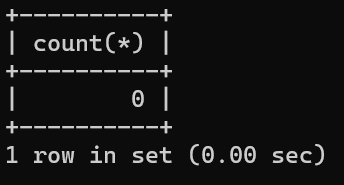 +----------+
| count(*) |
+----------+
|        0 |
+----------+
1 row in set (0.00 sec)